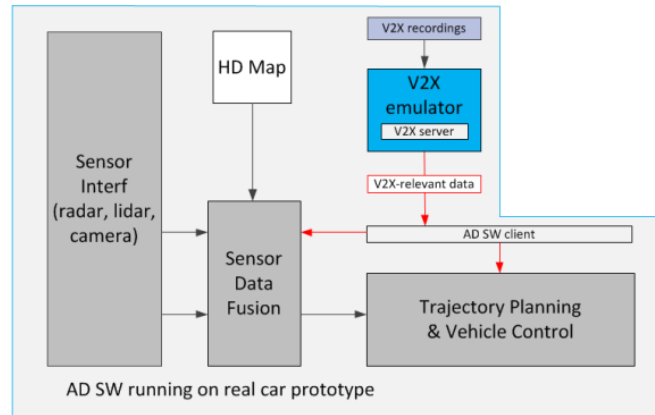 V2X recordings
HD Map
V2X
emulator
V2X server
Sensor
Interf
(radar, lidar,
camera)
V2X-relevant data
AD SW client
Sensor
Data
Fusion
Trajectory Planning
& Vehicle Control
AD SW running on real car prototype